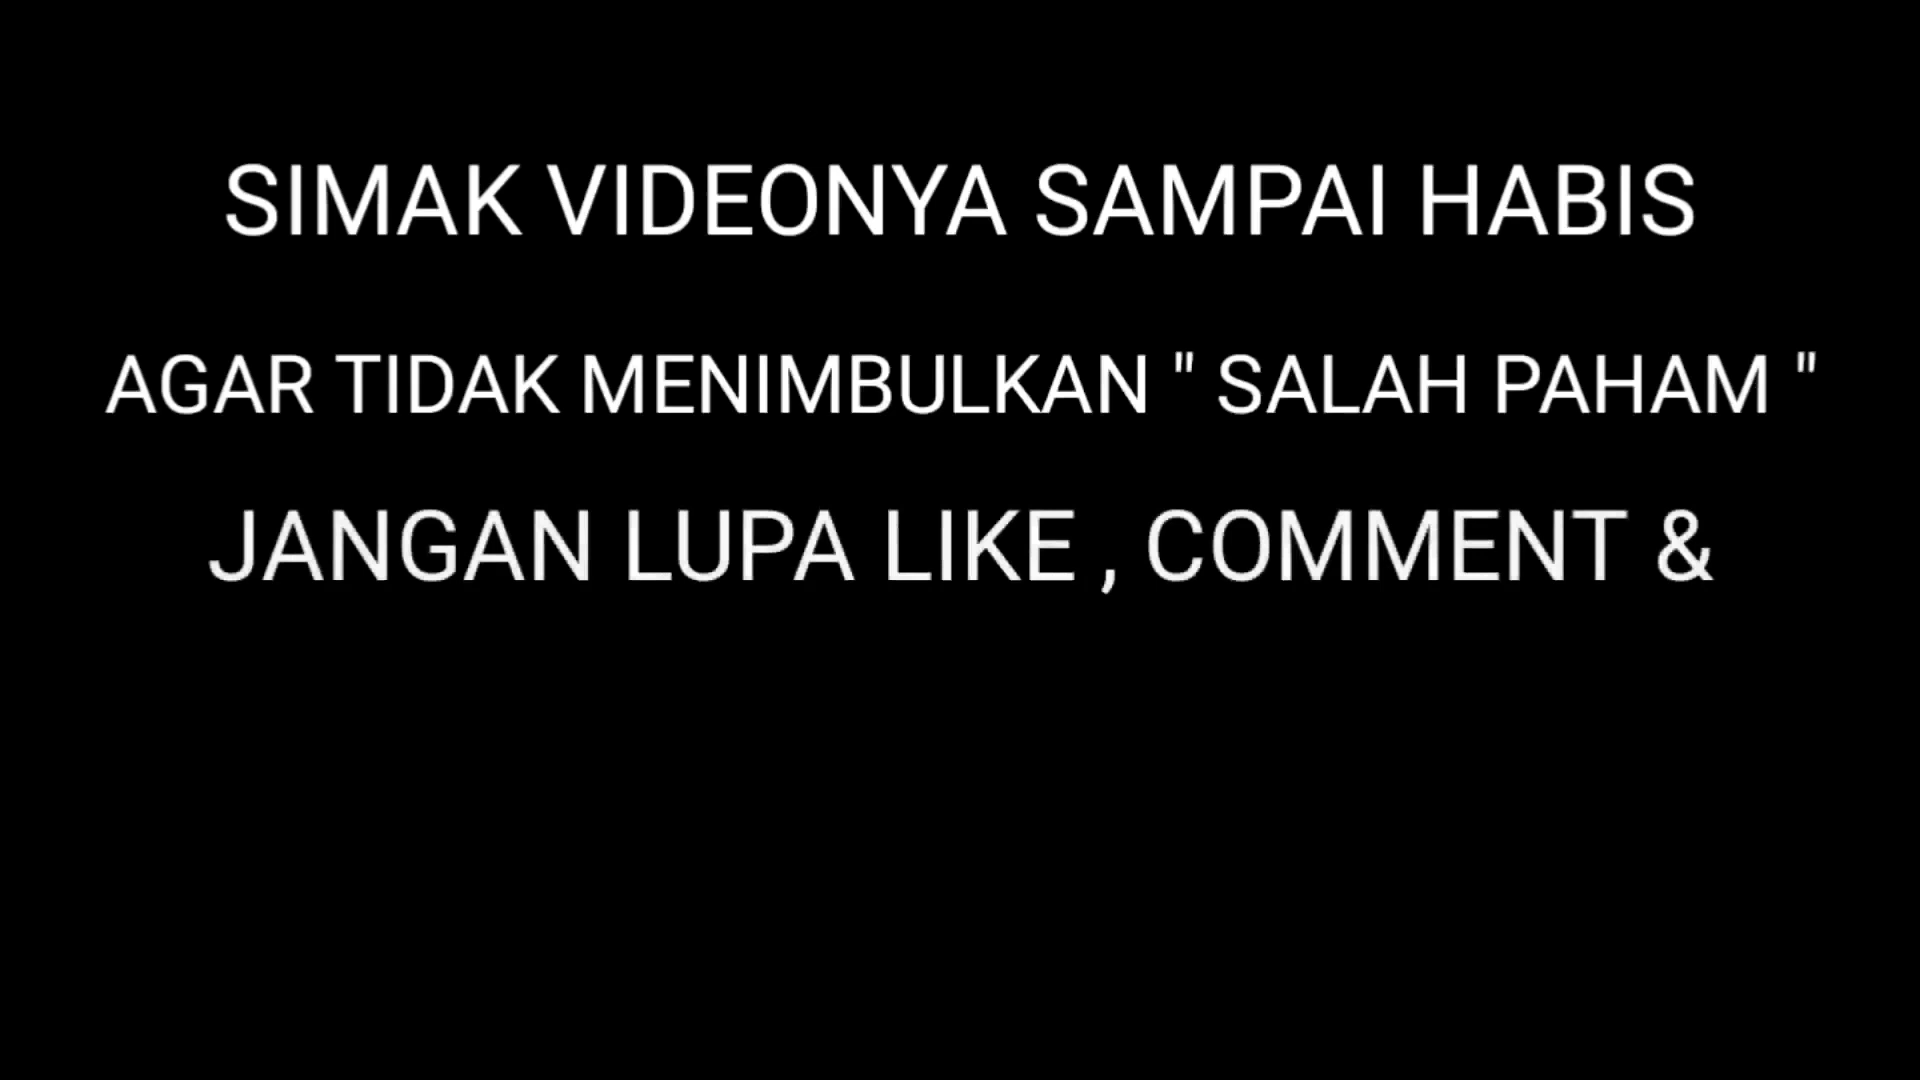 SIMAK VIDEONYA SAMPAI HABIS
AGAR TIDAK MENIMBULKAN " SALAH PAHAM "
JANGAN LUPA LIKE , COMMENT &